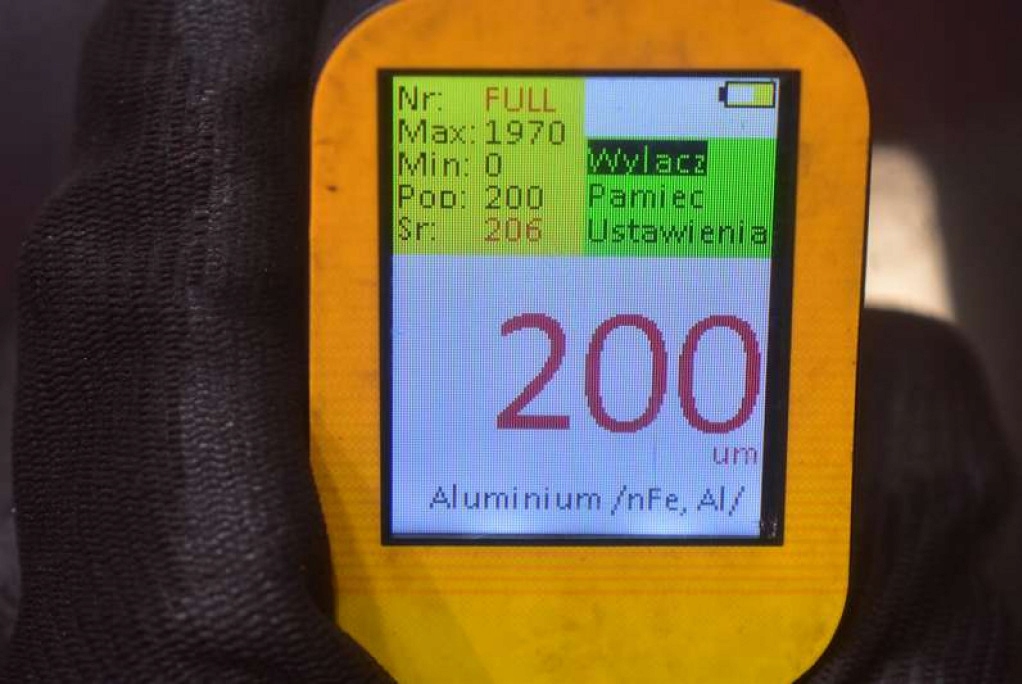 Nr: FULL
Max: 1970
Min: 0
Pop: 200
Sr: 206
Wylacz
Pamiec
Ustawienia
200
um
Aluminium /nFe, Al/